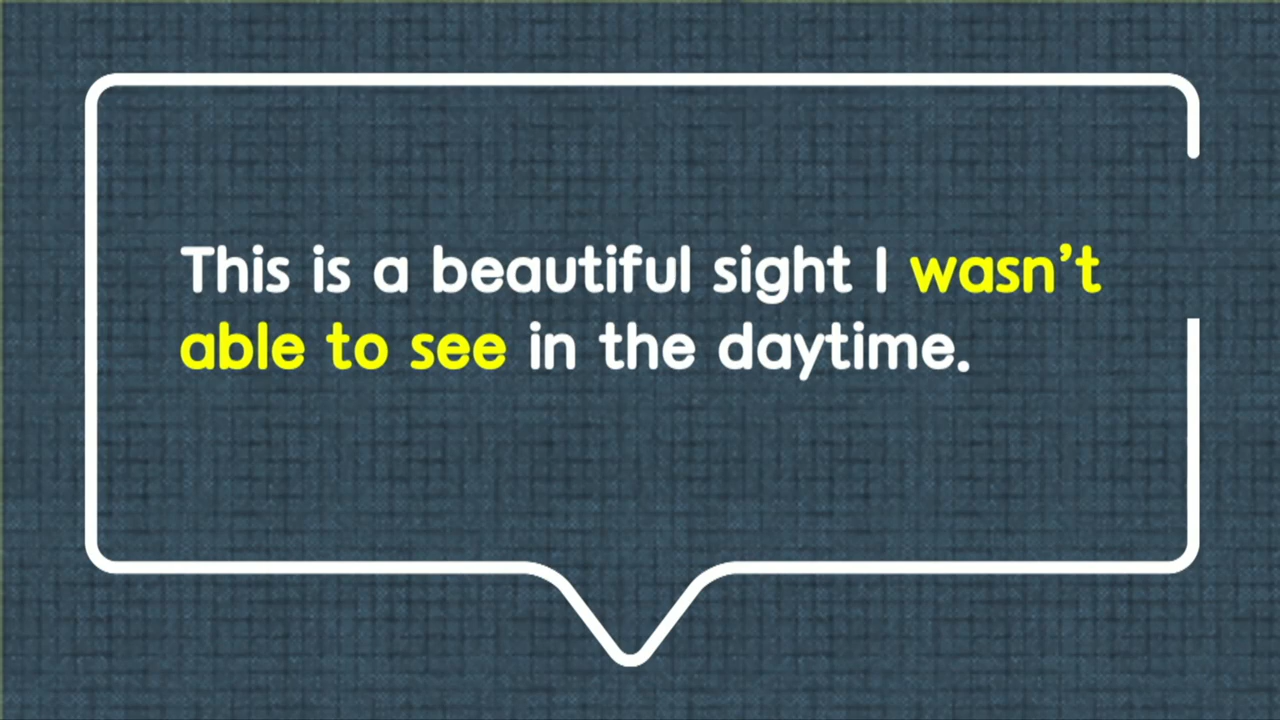 This is a beautiful sight I wasn’t
able to see in the daytime.